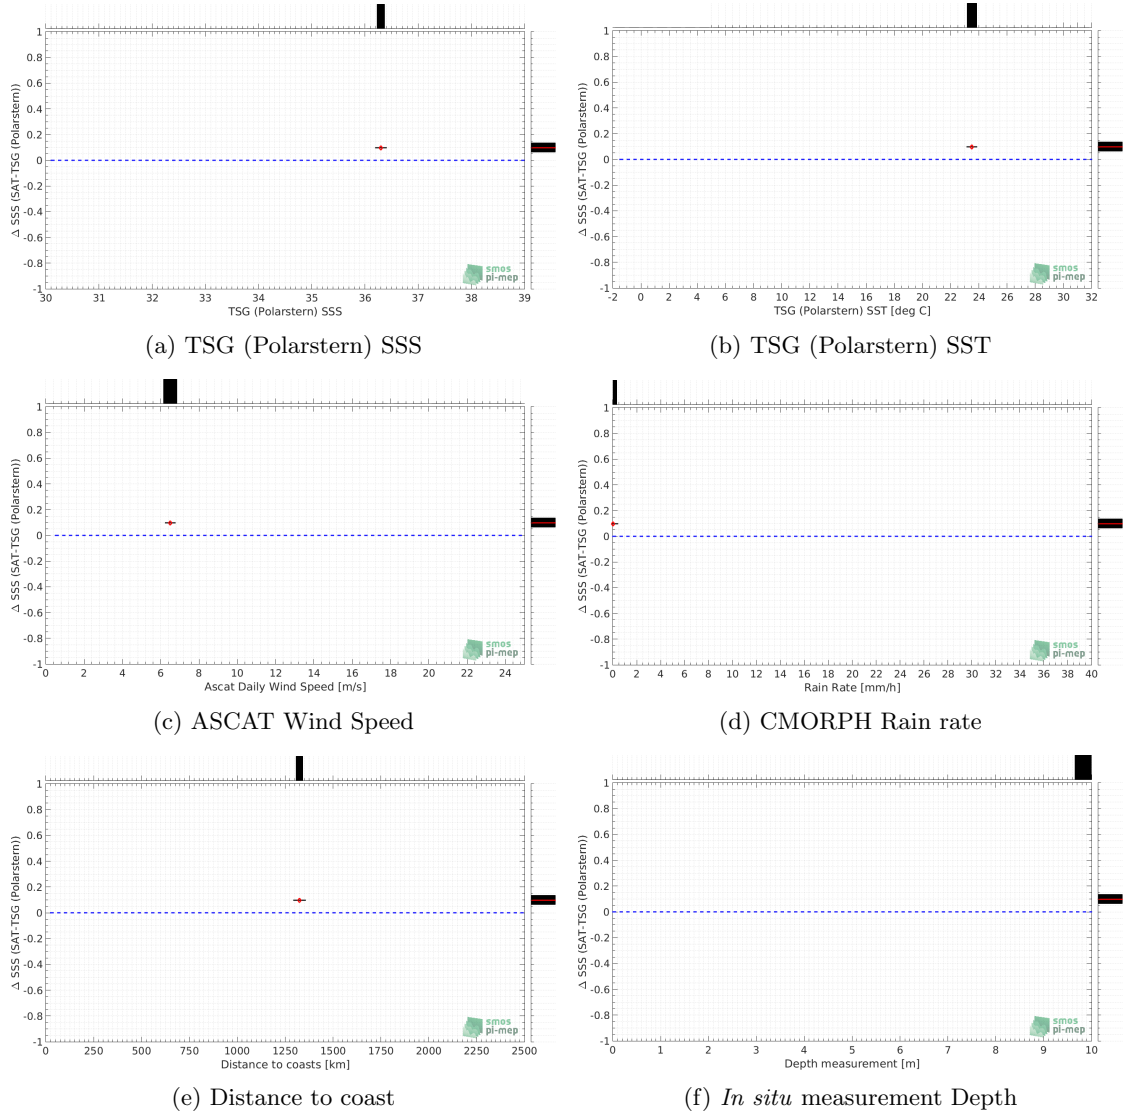 1
0.8
0.6
0.4
0.2
0
-0.2
-0.4
-0.6
-0.8
-1
Δ SSS (SAT-TSG (Polarstern))
30 31 32 33 34 35 36 37 38 39
TSG (Polarstern) SSS
smos
pi-mep
(a) TSG (Polarstern) SSS
1
0.8
0.6
0.4
0.2
0
-0.2
-0.4
-0.6
-0.8
-1
Δ SSS (SAT-TSG (Polarstern))
-2 0 2 4 6 8 10 12 14 16 18 20 22 24 26 28 30 32
TSG (Polarstern) SST [deg C]
smos
pi-mep
(b) TSG (Polarstern) SST
1
0.8
0.6
0.4
0.2
0
-0.2
-0.4
-0.6
-0.8
-1
Δ SSS (SAT-TSG (Polarstern))
0 2 4 6 8 10 12 14 16 18 20 22 24
Ascat Daily Wind Speed [m/s]
smos
pi-mep
(c) ASCAT Wind Speed
1
0.8
0.6
0.4
0.2
0
-0.2
-0.4
-0.6
-0.8
-1
Δ SSS (SAT-TSG (Polarstern))
0 2 4 6 8 10 12 14 16 18 20 22 24 26 28 30 32 34 36 38 40
Rain Rate [mm/h]
smos
pi-mep
(d) CMORPH Rain rate
1
0.8
0.6
0.4
0.2
0
-0.2
-0.4
-0.6
-0.8
-1
Δ SSS (SAT-TSG (Polarstern))
0 250 500 750 1000 1250 1500 1750 2000 2250 2500
Distance to coasts [km]
smos
pi-mep
(e) Distance to coast
1
0.8
0.6
0.4
0.2
0
-0.2
-0.4
-0.6
-0.8
-1
Δ SSS (SAT-TSG (Polarstern))
0 1 2 3 4 5 6 7 8 9 10
Depth measurement [m]
smos
pi-mep
(f) In situ measurement Depth